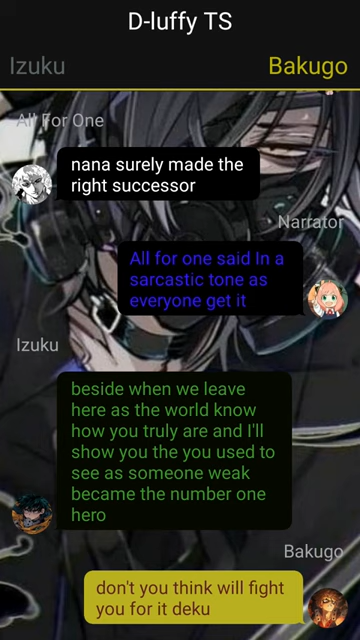 D-luffy TS
Izuku
Bakugo
All For One
nana surely made the
right successor
Narrator
All for one said In a
sarcastic tone as
everyone get it
Izuku
beside when we leave
here as the world know
how you truly are and I'll
show you the you used to
see as someone weak
became the number one
hero
Bakugo
don't you think will fight
you for it deku